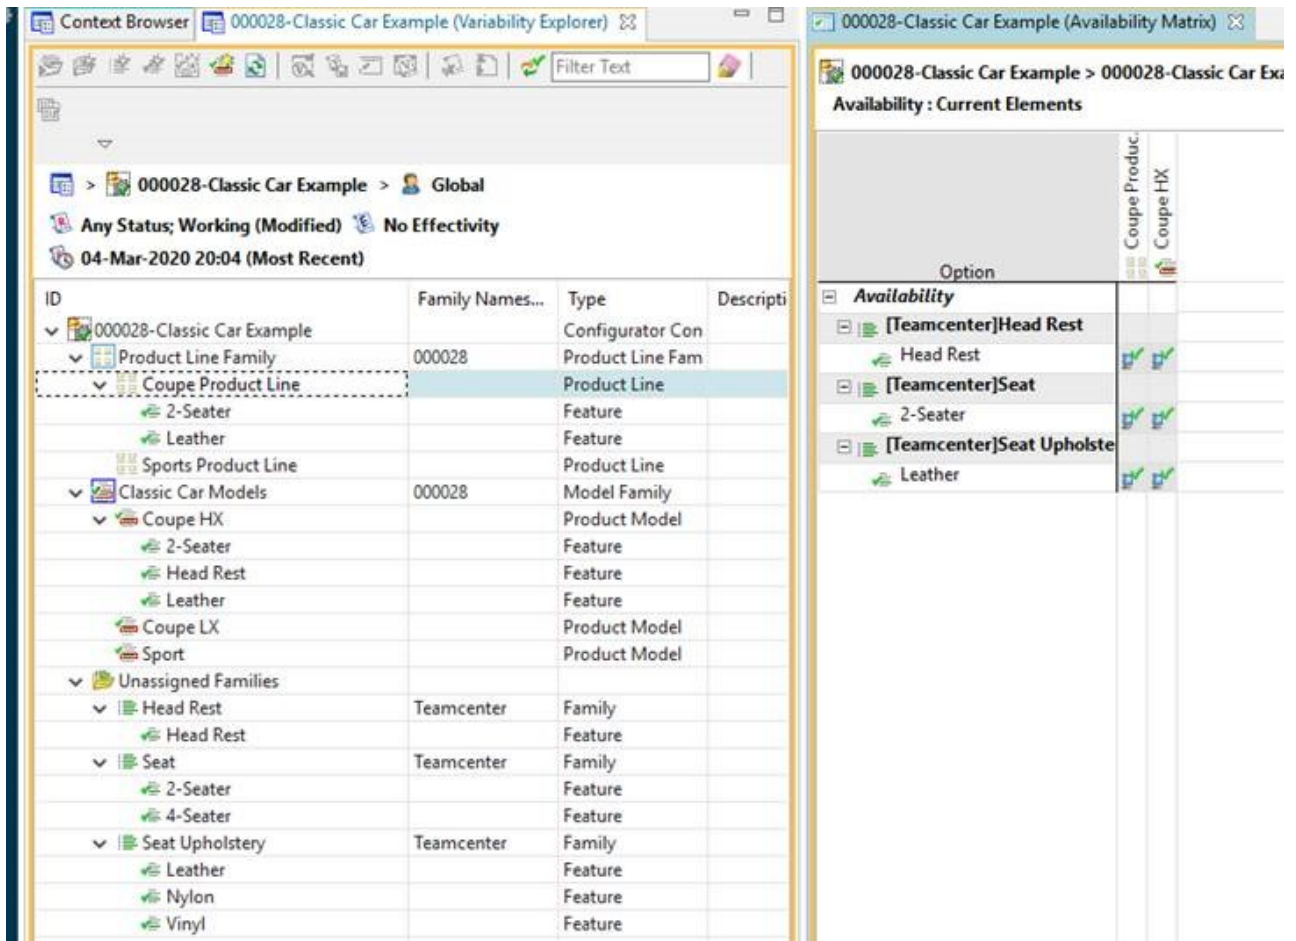 Context Browser 000028-Classic Car Example (Variability Explorer)
Filter Text
> 000028-Classic Car Example > Global
Any Status; Working (Modified) No Effectivity
04-Mar-2020 20:04 (Most Recent)
ID Family Names... Type Descripti
000028-Classic Car Example Configurator Con
Product Line Family 000028 Product Line Fam
Coupe Product Line Product Line
2-Seater Feature
Leather Feature
Sports Product Line Product Line
Classic Car Models 000028 Model Family
Coupe HX Product Model
2-Seater Feature
Head Rest Feature
Leather Feature
Coupe LX Product Model
Sport Product Model
Unassigned Families
Head Rest Teamcenter Family
Head Rest Feature
Seat Teamcenter Family
2-Seater Feature
4-Seater Feature
Seat Upholstery Teamcenter Family
Leather Feature
Nylon Feature
Vinyl Feature
000028-Classic Car Example (Availability Matrix)
000028-Classic Car Example > 000028-Classic Car Exa
Availability : Current Elements
Coupe Produc.
Coupe HX
Option
Availability
[Teamcenter]Head Rest
Head Rest
[Teamcenter]Seat
2-Seater
[Teamcenter]Seat Upholste
Leather